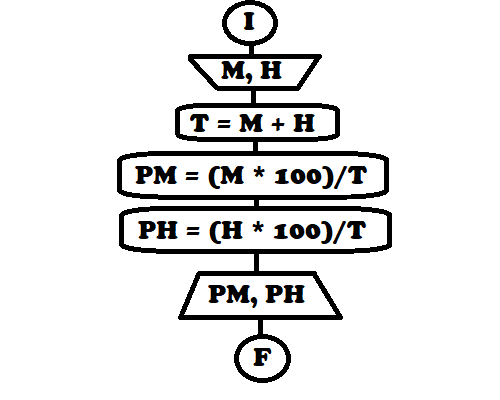 I
M, H
T = M + H
PM = (M * 100)/T
PH = (H * 100)/T
PM, PH
F